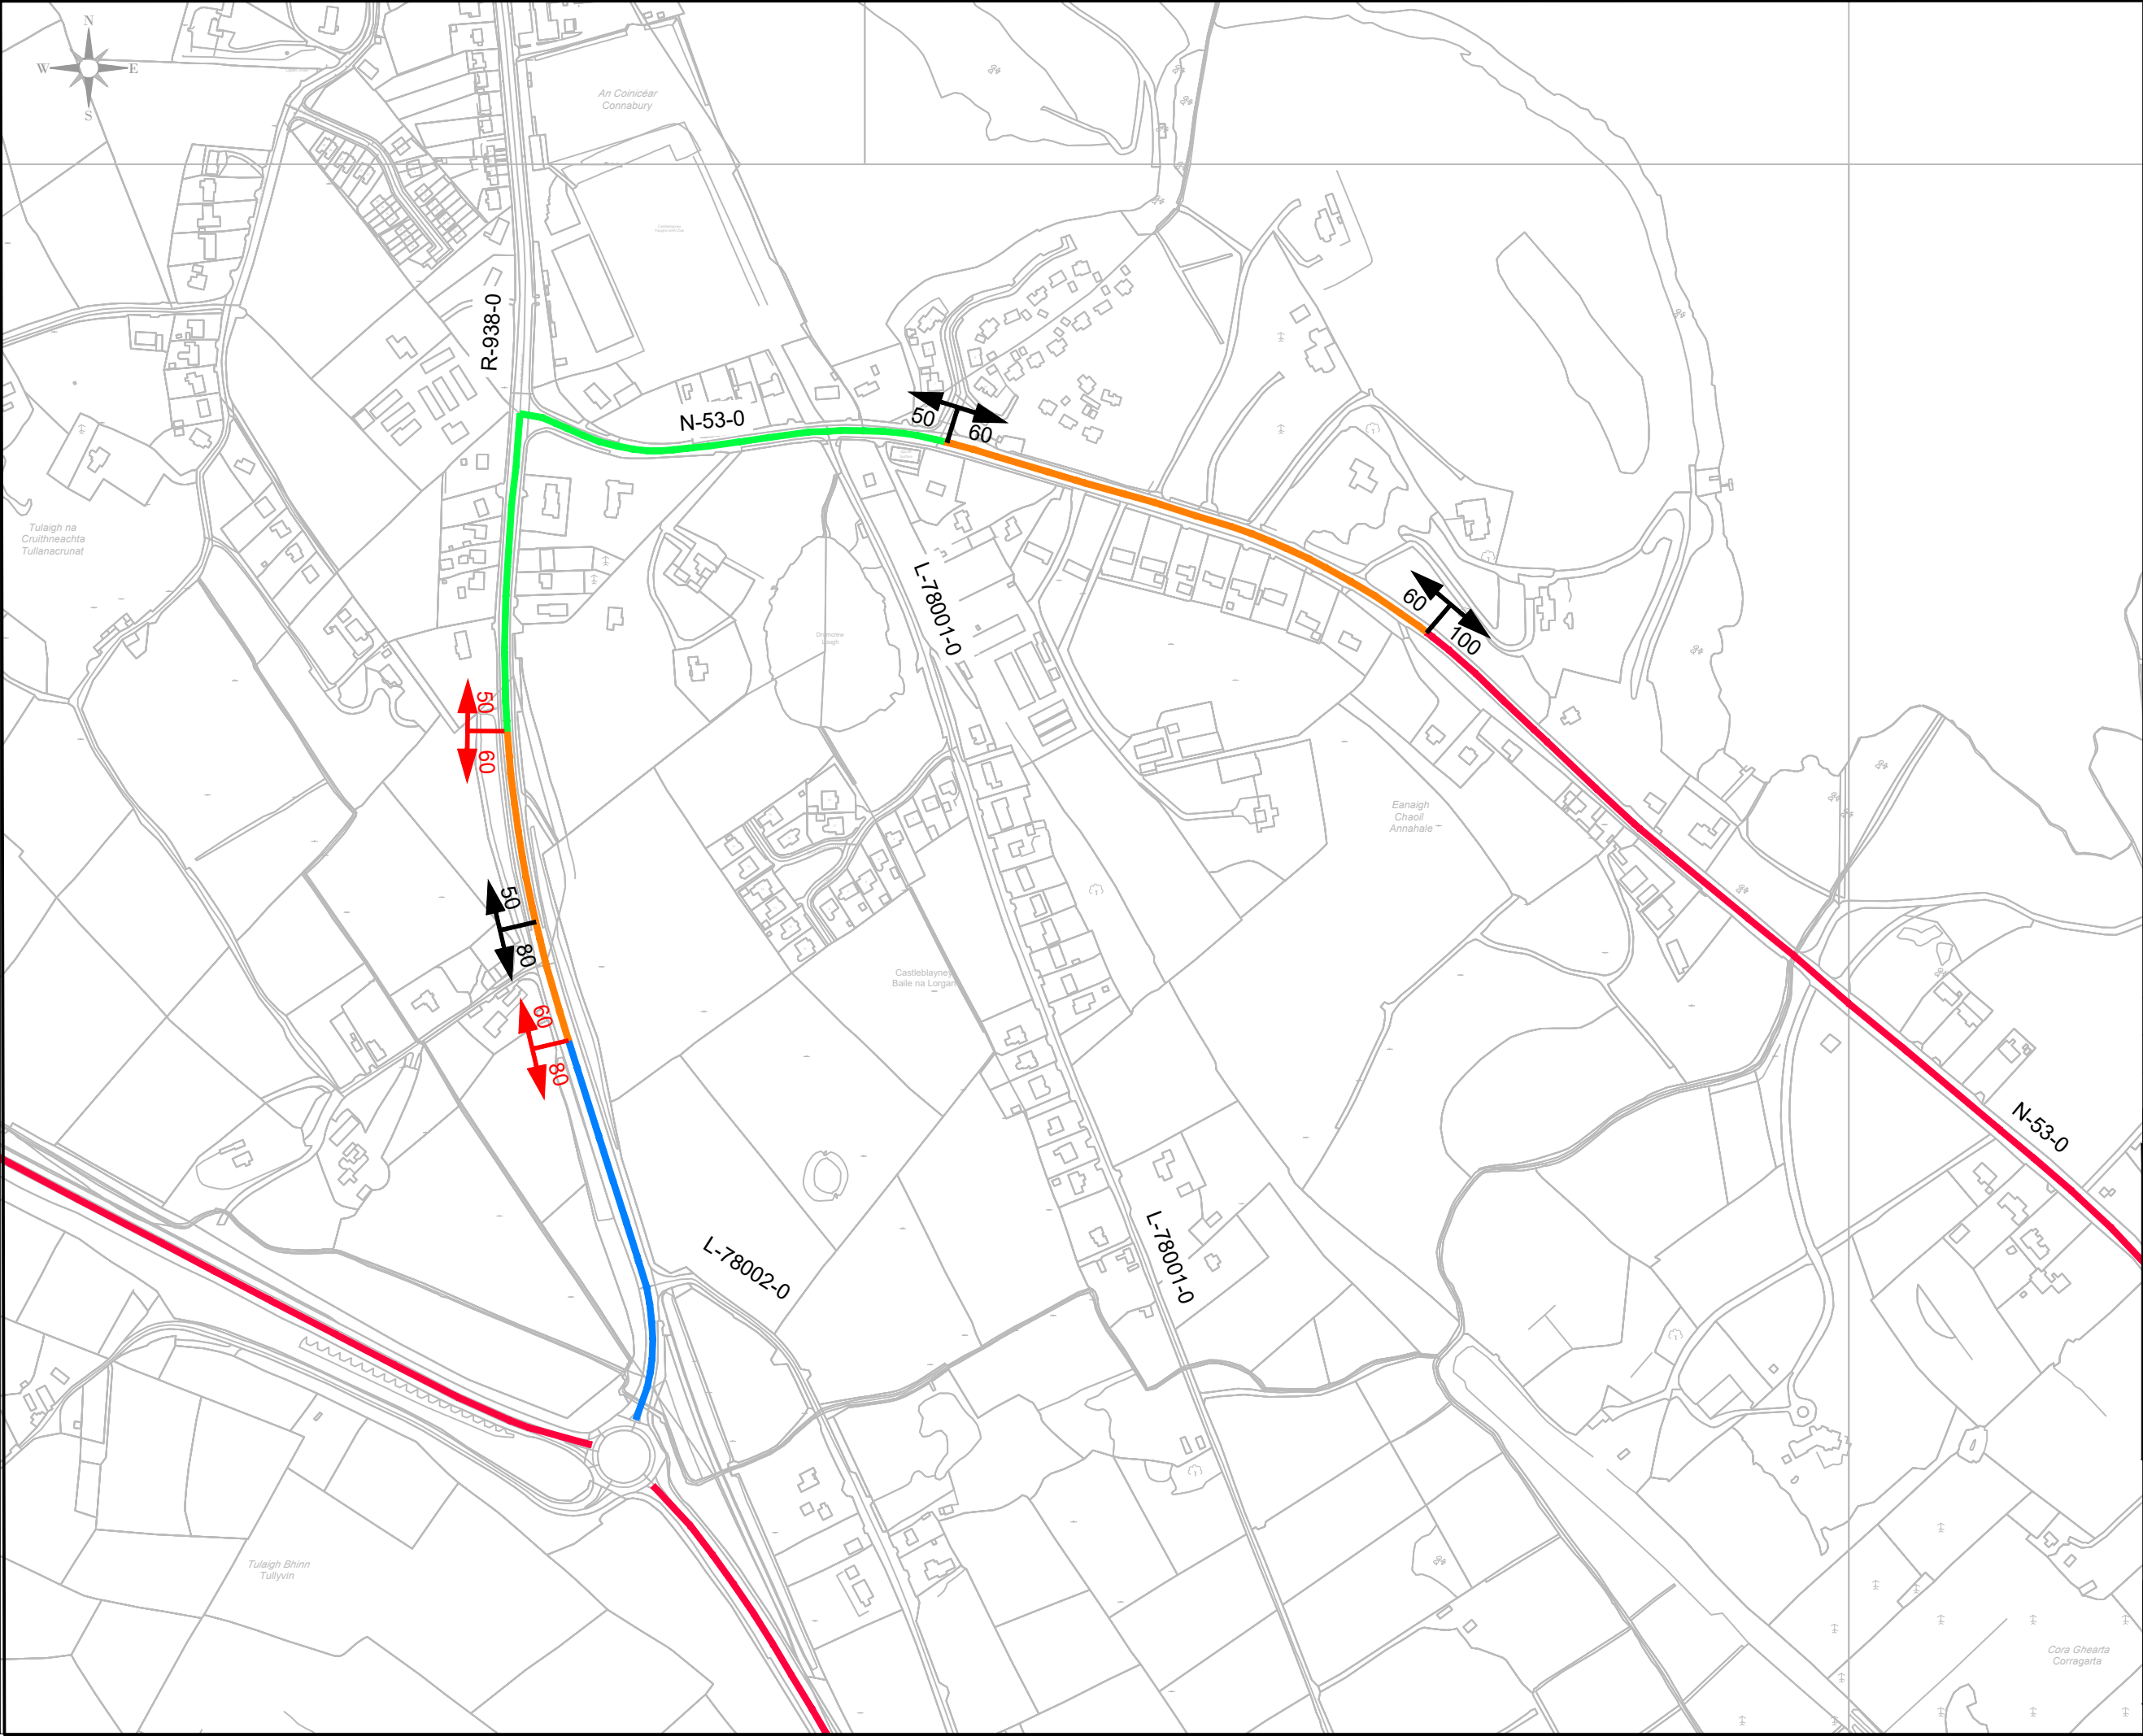 N
W E
S
An Coinicéar
Connabury
R-938-0
N-53-0
50
60
Tulaigh na
Cruithneachta
Tullanacrunat
L-78001-0
60
100
50
60
Eanaigh
Chaoil
Annahale
50
80
Castleblayney
Baile na Lorgan
60
80
N-53-0
L-78002-0
L-78001-0
Tulaigh Bhinn
Tullyvin
Cora Ghearta
Corragarta